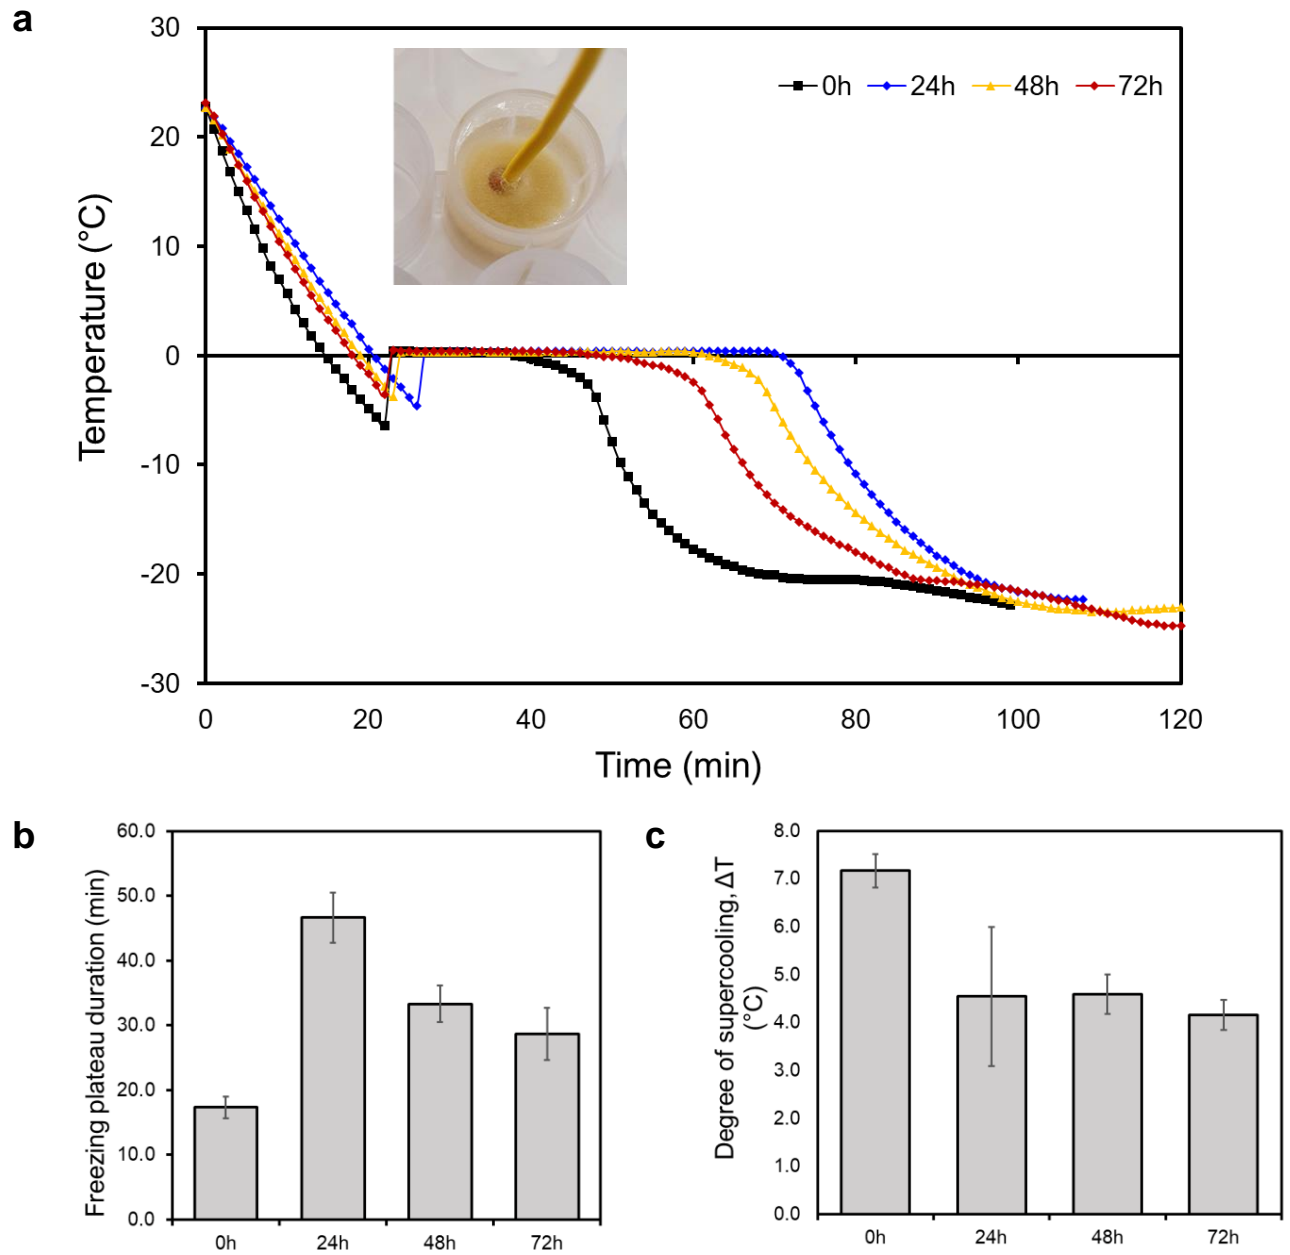 a
30
20
10
0
-10
-20
-30
Temperature (°C)
0h 24h 48h 72h
0 20 40 60 80 100 120
Time (min)
b
60.0
50.0
40.0
30.0
20.0
10.0
0.0
Freezing plateau duration (min)
0h 24h 48h 72h
c
8.0
7.0
6.0
5.0
4.0
3.0
2.0
1.0
0.0
Degree of supercooling, ΔT
(°C)
0h 24h 48h 72h